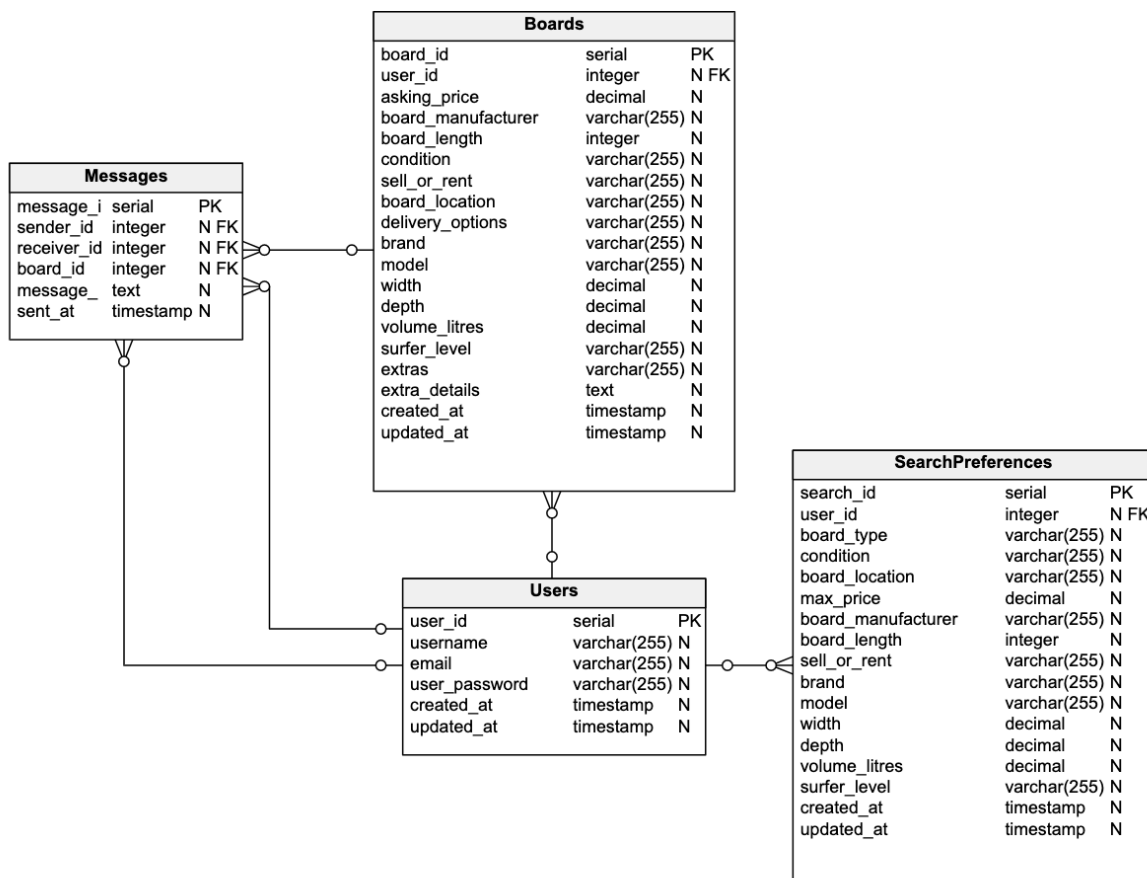 Boards
board_id serial PK
user_id integer N FK
asking_price decimal N
board_manufacturer varchar(255) N
board_length integer N
condition varchar(255) N
sell_or_rent varchar(255) N
board_location varchar(255) N
delivery_options varchar(255) N
brand varchar(255) N
model varchar(255) N
width decimal N
depth decimal N
volume_litres decimal N
surfer_level varchar(255) N
extras varchar(255) N
extra_details text N
created_at timestamp N
updated_at timestamp N
Messages
message_i serial PK
sender_id integer N FK
receiver_id integer N FK
board_id integer N FK
message_ text N
sent_at timestamp N
Users
user_id serial PK
username varchar(255) N
email varchar(255) N
user_password varchar(255) N
created_at timestamp N
updated_at timestamp N
SearchPreferences
search_id serial PK
user_id integer N FK
board_type varchar(255) N
condition varchar(255) N
board_location varchar(255) N
max_price decimal N
board_manufacturer varchar(255) N
board_length integer N
sell_or_rent varchar(255) N
brand varchar(255) N
model varchar(255) N
width decimal N
depth decimal N
volume_litres decimal N
surfer_level varchar(255) N
created_at timestamp N
updated_at timestamp N